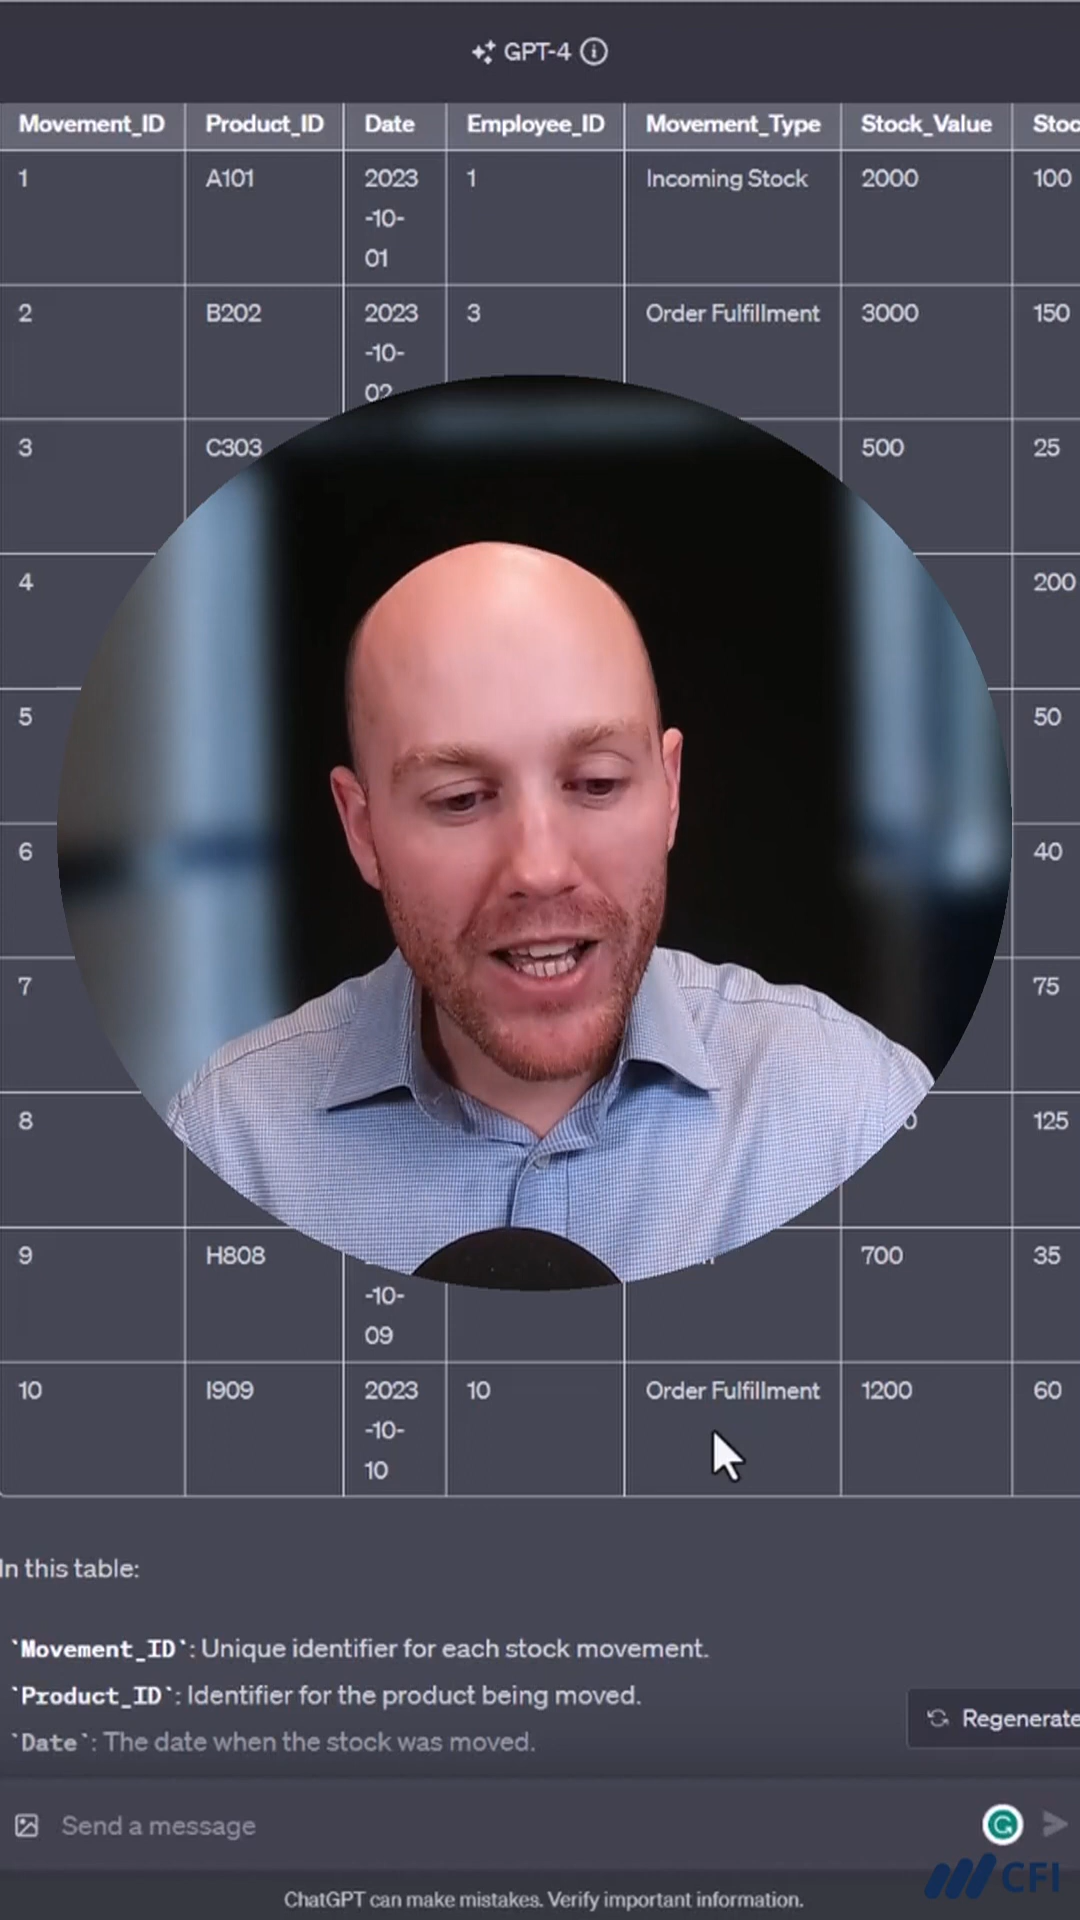 GPT-4
Movement_ID Product_ID Date Employee_ID Movement_Type Stock_Value
1 A101 2023 1 Incoming Stock 2000 100
-10-
01
2 B202 2023 3 Order Fulfillment 3000 150
-10-
02
3 C303 500 25
4 200
5 50
6 40
7 75
8 125
9 H808 700 35
-10-
09
10 I909 2023 10 Order Fulfillment 1200 60
-10-
10
In this table:
`Movement_ID`: Unique identifier for each stock movement.
`Product_ID`: Identifier for the product being moved.
`Date`: The date when the stock was moved.
Regenerate
Send a message
CFI
ChatGPT can make mistakes. Verify important information.